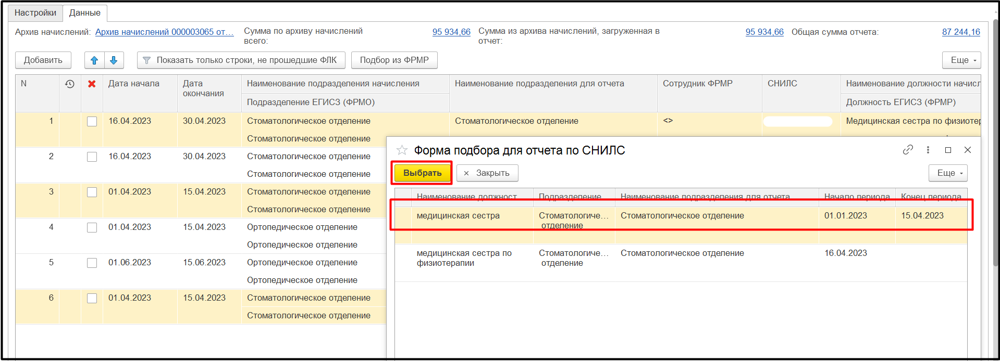 Настройки Данные
Архив начислений: Архив начислений 000003065 от... Сумма по архиву начислений всего: 95 934,66 Сумма из архива начислений, загруженная в отчет: 95 934,66 Общая сумма отчета: 87 244,16
Добавить Показать только строки, не прошедшие ФЛК Подбор из ФРМР Еще
N Дата начала Дата окончания Наименование подразделения начисления Наименование подразделения для отчета Сотрудник ФРМР СНИЛС Наименование должности начисл
Подразделение ЕГИСЗ (ФРМО) Должность ЕГИСЗ (ФРМР)
1 16.04.2023 30.04.2023 Стоматологическое отделение Стоматологическое отделение <> Медицинская сестра по физиотер
Стоматологическое отделение
2 16.04.2023 30.04.2023 Стоматологическое отделение
Стоматологическое отделение
3 01.04.2023 15.04.2023 Стоматологическое отделение
Стоматологическое отделение
4 01.04.2023 15.04.2023 Ортопедическое отделение
Ортопедическое отделение
5 01.06.2023 15.06.2023 Ортопедическое отделение
Ортопедическое отделение
6 01.04.2023 15.04.2023 Стоматологическое отделение
Стоматологическое отделение
Форма подбора для отчета по СНИЛС
Выбрать × Закрыть Еще
Наименование должност... Подразделение Наименование подразделения для отчета Начало периода Конец периода
медицинская сестра Стоматологиче... Стоматологическое отделение 01.01.2023 15.04.2023
отделение
медицинская сестра по Стоматологиче... Стоматологическое отделение 16.04.2023
физиотерапии отделение